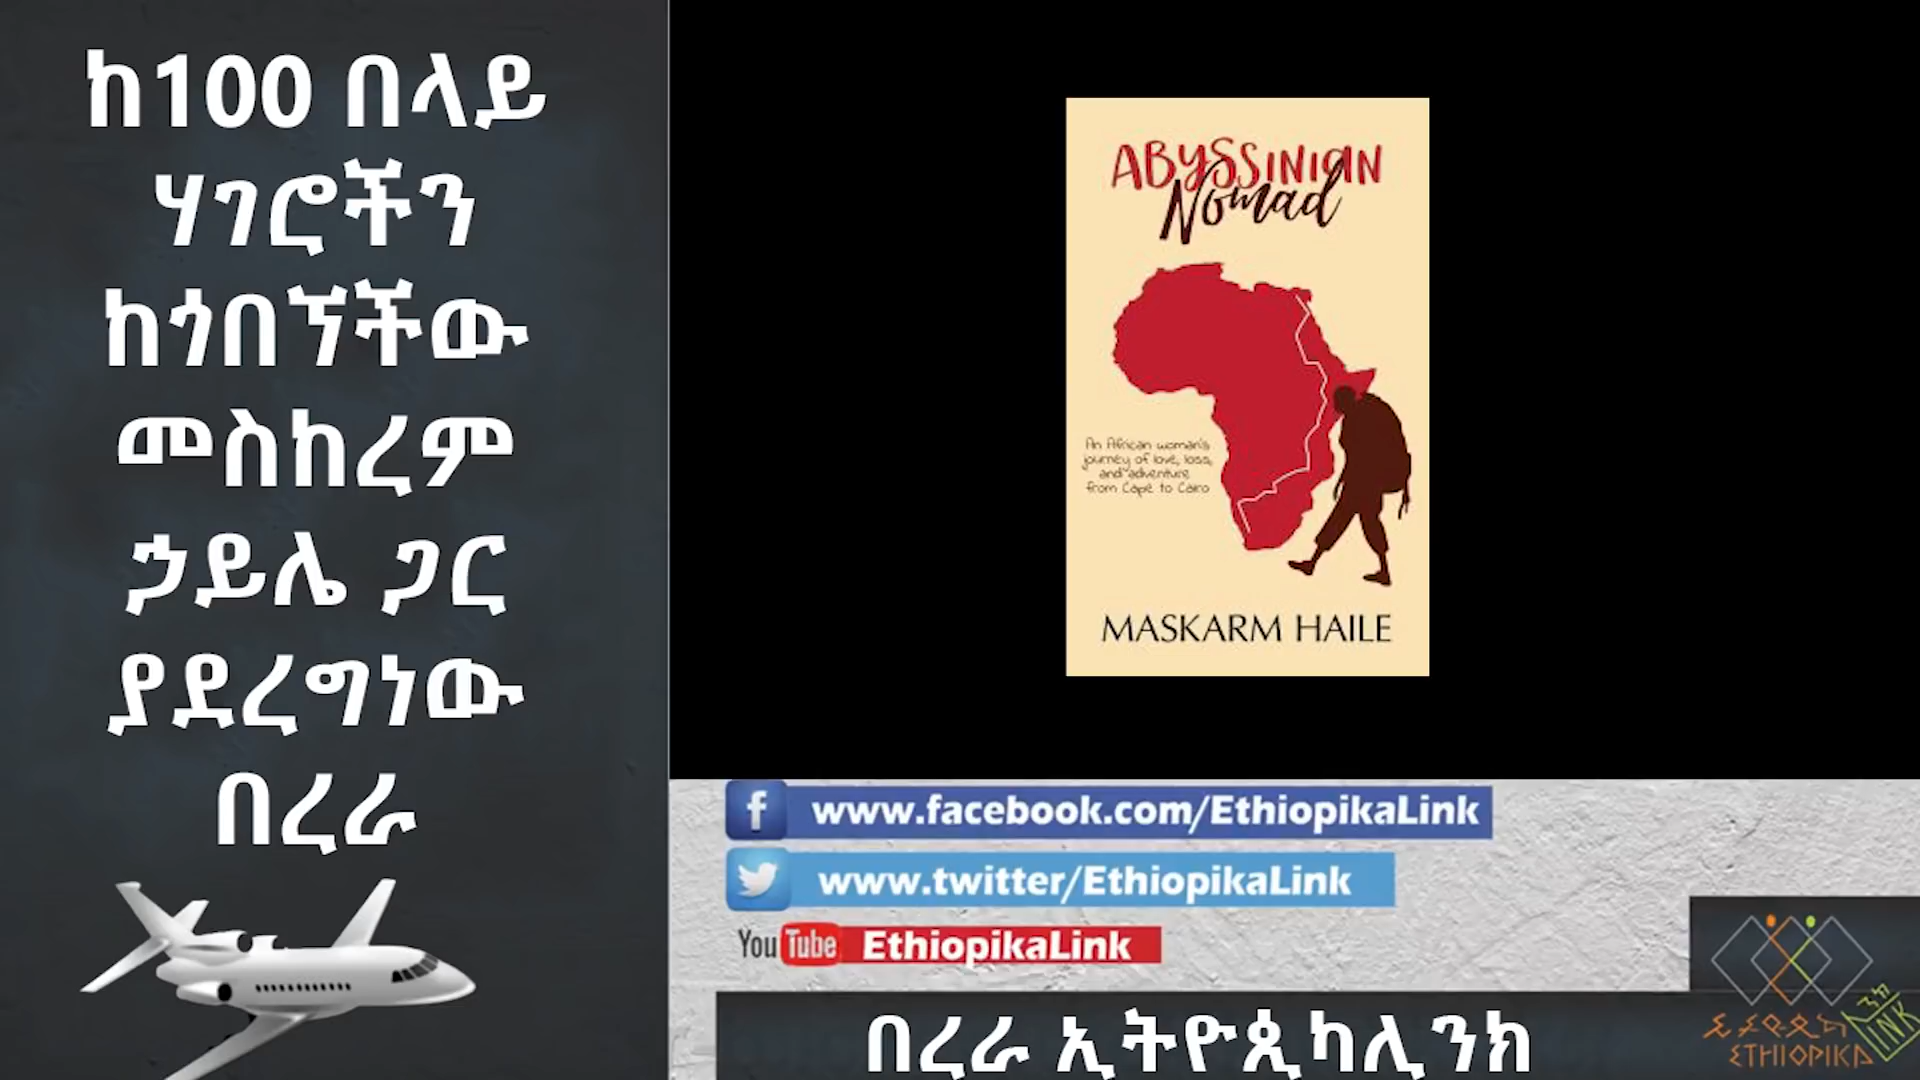 ከ100 በላይ
ሃገሮችን
ከጎበኘችው
መስከረም
ኃይሌ ጋር
ያደረግነው
በረራ
ABYSSINIAN
Nomad
An African woman's
journey of love, loss,
and adventure
from Cape to Cairo
MASKARM HAILE
f www.facebook.com/EthiopikaLink
www.twitter/EthiopikaLink
YouTube EthiopikaLink
በረራ ኢትዮጲካሊንክ
ሊንክ
LINK
ኢትዮጲካ
ETHIOPIKA